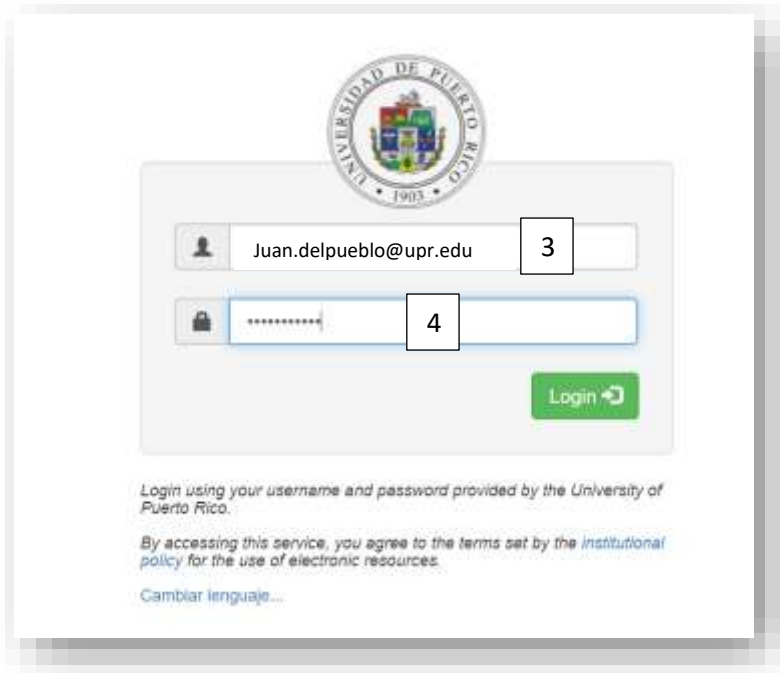 UNIVERSIDAD DE PUERTO RICO
• 1903 •
Juan.delpueblo@upr.edu
3
•••••••••••
4
Login
Login using your username and password provided by the University of
Puerto Rico.
By accessing this service, you agree to the terms set by the institutional
policy for the use of electronic resources.
Cambiar lenguaje...